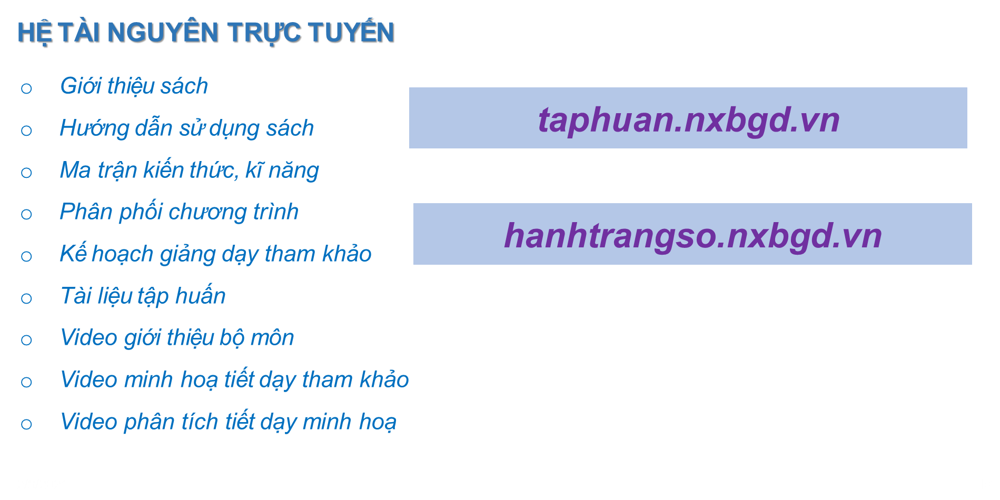 HỆ TÀI NGUYÊN TRỰC TUYẾN
Giới thiệu sách
Hướng dẫn sử dụng sách
Ma trận kiến thức, kĩ năng
Phân phối chương trình
Kế hoạch giảng dạy tham khảo
Tài liệu tập huấn
Video giới thiệu bộ môn
Video minh hoạ tiết dạy tham khảo
Video phân tích tiết dạy minh hoạ
taphuan.nxbgd.vn
hanhtrangso.nxbgd.vn